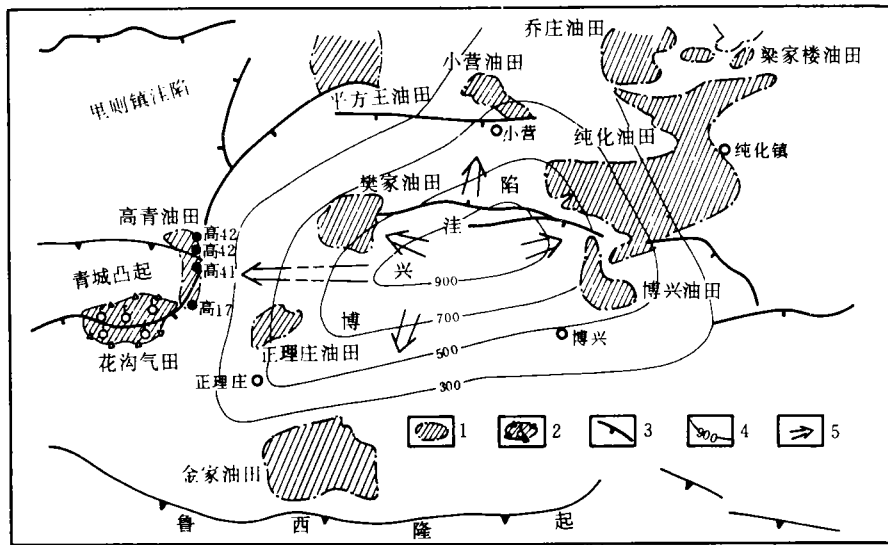 乔庄油田
小营油田
梁家楼油田
里则镇洼陷
平方王油田
小营
纯化油田
纯化镇
樊家油田
陷
洼
高青油田
高42
高42
高41
青城凸起
兴
900
博兴油田
高17
博
700
花沟气田
正理庄油田
500
博兴
正理庄
300
1
2
3
900
4
5
金家油田
鲁西隆起